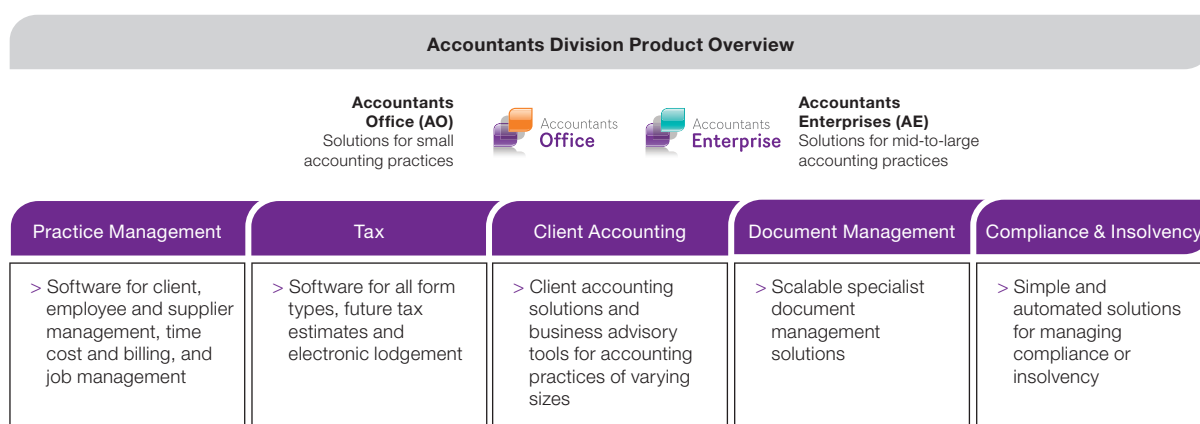 Accountants Division Product Overview
Accountants
Office (AO)
Solutions for small
accounting practices
Accountants
Office
Accountants
Enterprise
Accountants
Enterprises (AE)
Solutions for mid-to-large
accounting practices
Practice Management
> Software for client,
employee and supplier
management, time
cost and billing, and
job management
Tax
> Software for all form
types, future tax
estimates and
electronic lodgement
Client Accounting
> Client accounting
solutions and
business advisory
tools for accounting
practices of varying
sizes
Document Management
> Scalable specialist
document
management
solutions
Compliance & Insolvency
> Simple and
automated solutions
for managing
compliance or
insolvency